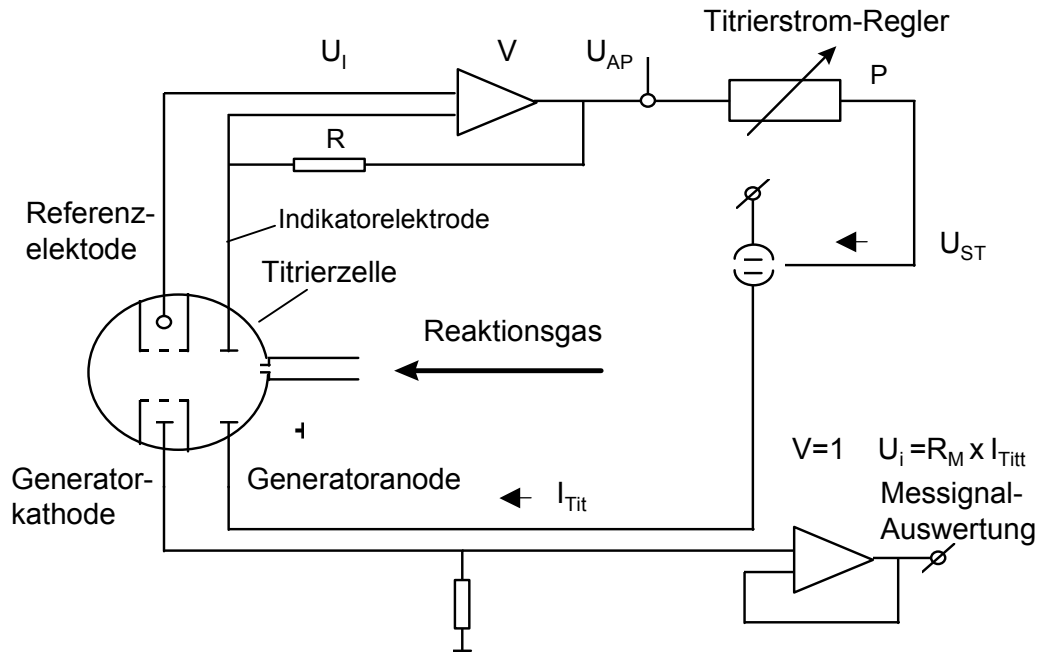 Titrierstrom-Regler
U_I
V
U_AP
P
R
Referenz-
elektode
Indikatorelektrode
U_ST
Titrierzelle
Reaktionsgas
V=1 U_i =R_M x I_Titt
Generator-
kathode
Generatoranode
I_Tit
Messignal-
Auswertung